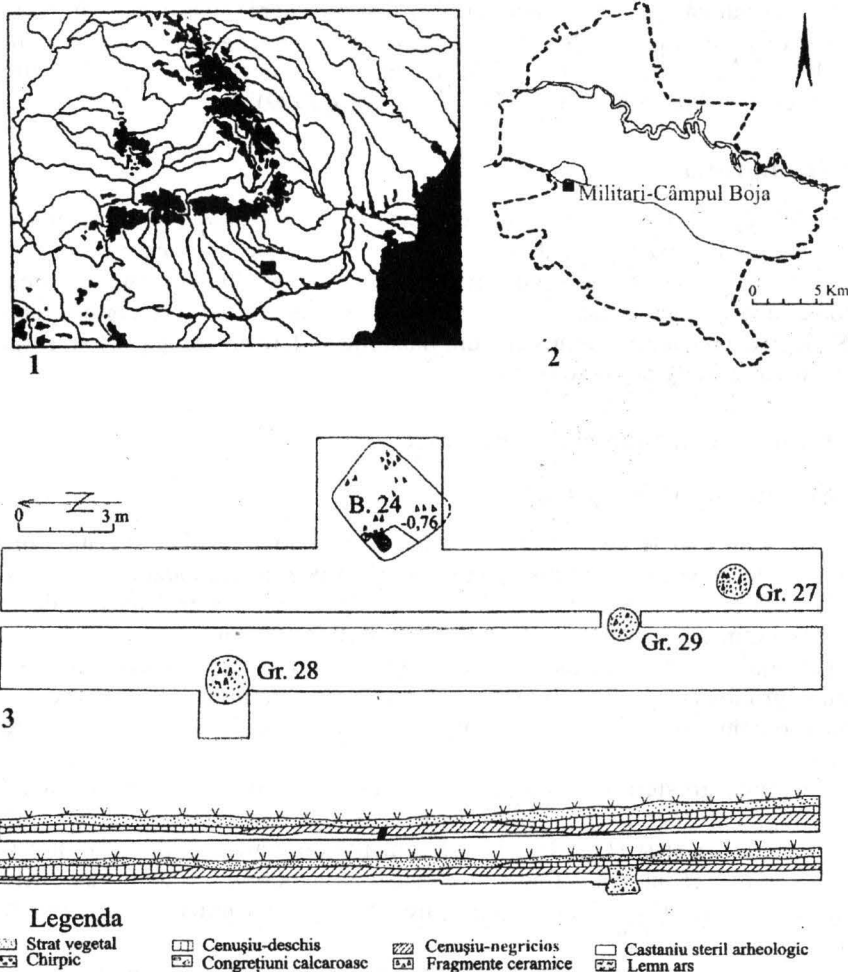 1
Militari-Câmpul Boja
0 5 Km
2
N
0 3 m
B. 24
-0,76
Gr. 27
Gr. 29
Gr. 28
3
Legenda
Strat vegetal Cenuşiu-deschis Cenuşiu-negricios Castaniu steril arheologic
Chirpic Congreţiuni calcaroase Fragmente ceramice Lemn ars